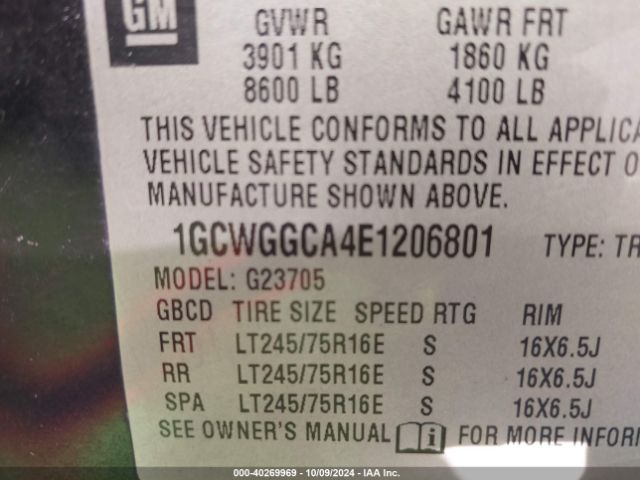 GM
GVWR GAWR FRT
3901 KG 1860 KG
8600 LB 4100 LB
THIS VEHICLE CONFORMS TO ALL APPLICA
VEHICLE SAFETY STANDARDS IN EFFECT O
MANUFACTURE SHOWN ABOVE.
1GCWGGCA4E1206801 TYPE: TR
MODEL: G23705
GBCD TIRE SIZE SPEED RTG RIM
FRT LT245/75R16E S 16X6.5J
RR LT245/75R16E S 16X6.5J
SPA LT245/75R16E S 16X6.5J
SEE OWNER'S MANUAL i FOR MORE INFORM
000-40269969 - 10/09/2024 - IAA Inc.